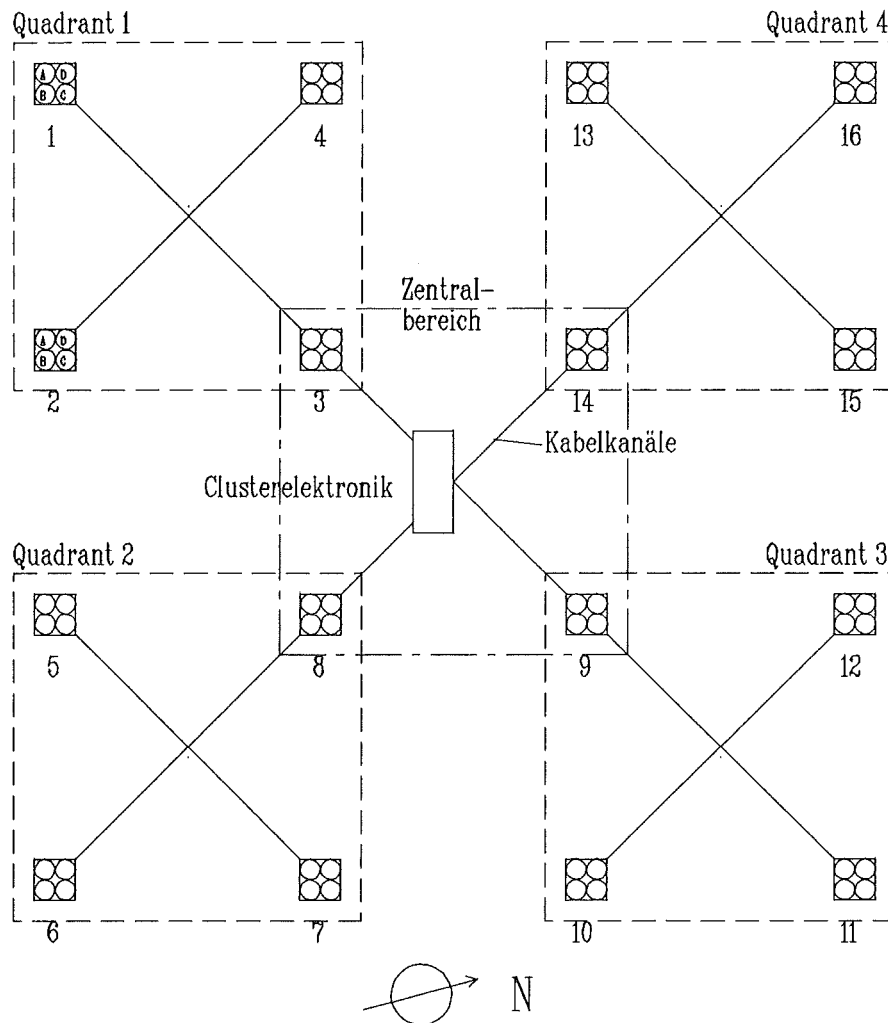 Quadrant 1
Quadrant 4
A D
B C
1
4
13
16
Zentral-
bereich
A D
B C
2
3
14
15
Kabelkanäle
Clusterelektronik
Quadrant 2
Quadrant 3
5
8
9
12
6
7
10
11
N